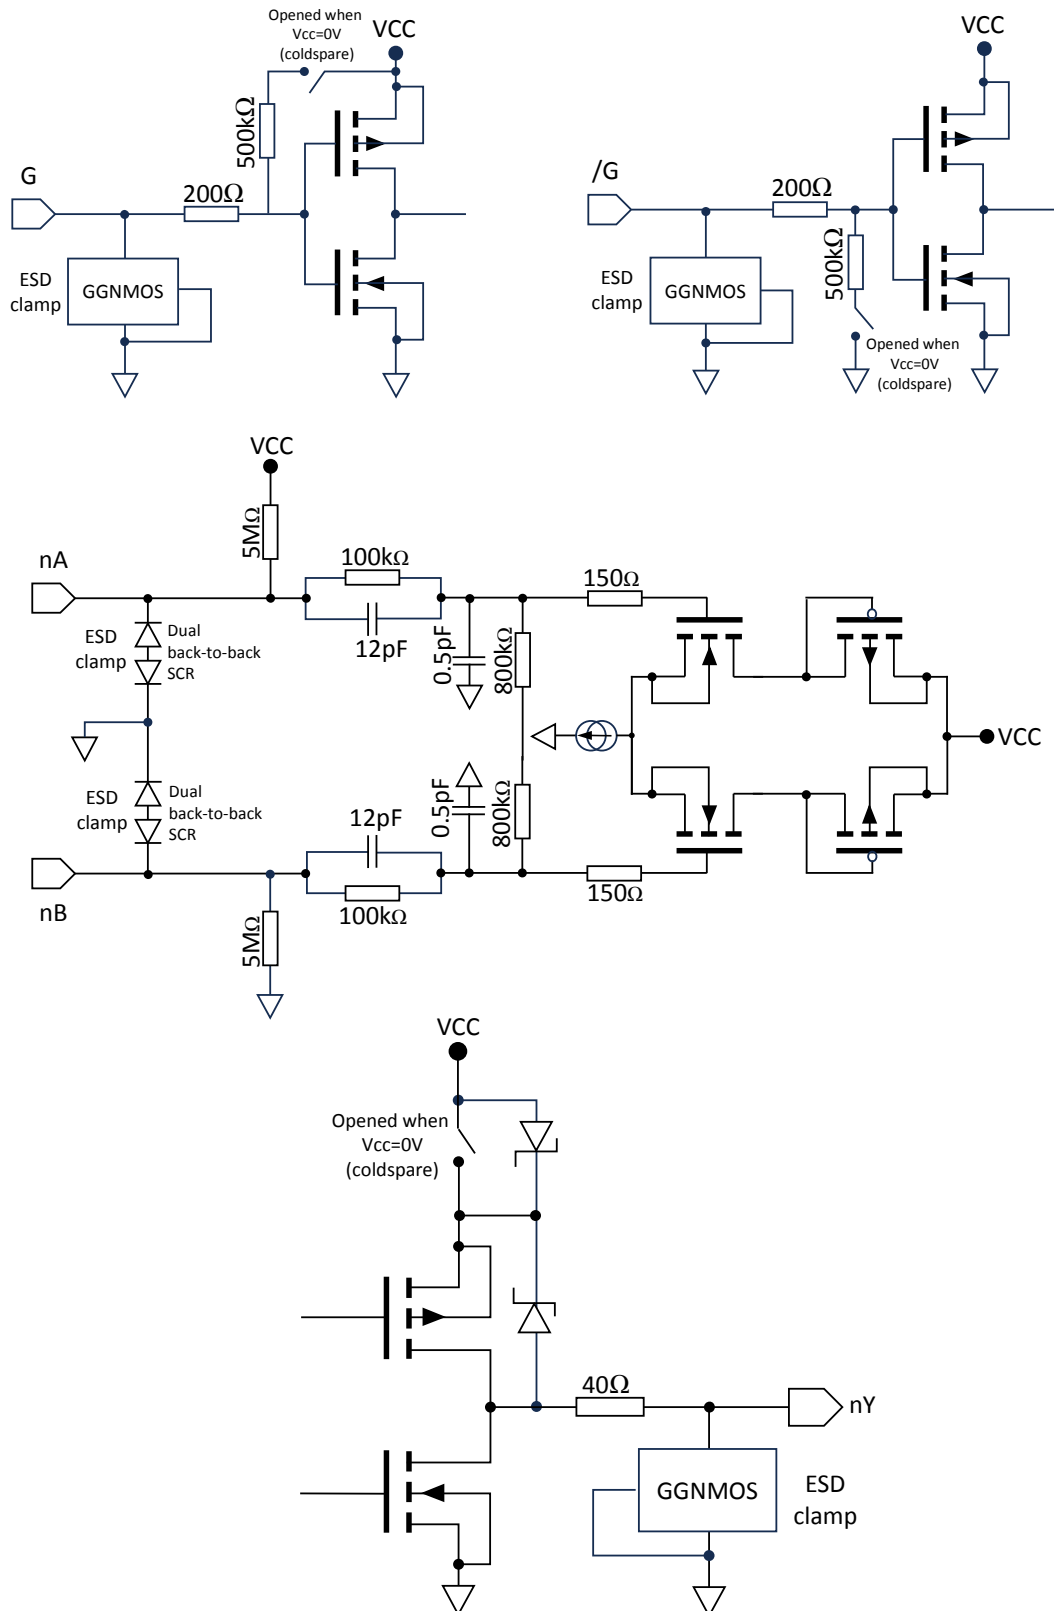 Opened when
Vcc=0V
(coldspare)
VCC
500kΩ
G
200Ω
ESD
clamp
GGNMOS
VCC
/G
200Ω
500kΩ
ESD
clamp
GGNMOS
Opened when
Vcc=0V
(coldspare)
VCC
5MΩ
nA
100kΩ
12pF
150Ω
ESD
clamp
Dual
back-to-back
SCR
0.5pF
800kΩ
VCC
ESD
clamp
Dual
back-to-back
SCR
0.5pF
800kΩ
12pF
100kΩ
150Ω
nB
5MΩ
VCC
Opened when
Vcc=0V
(coldspare)
40Ω
nY
GGNMOS
ESD
clamp